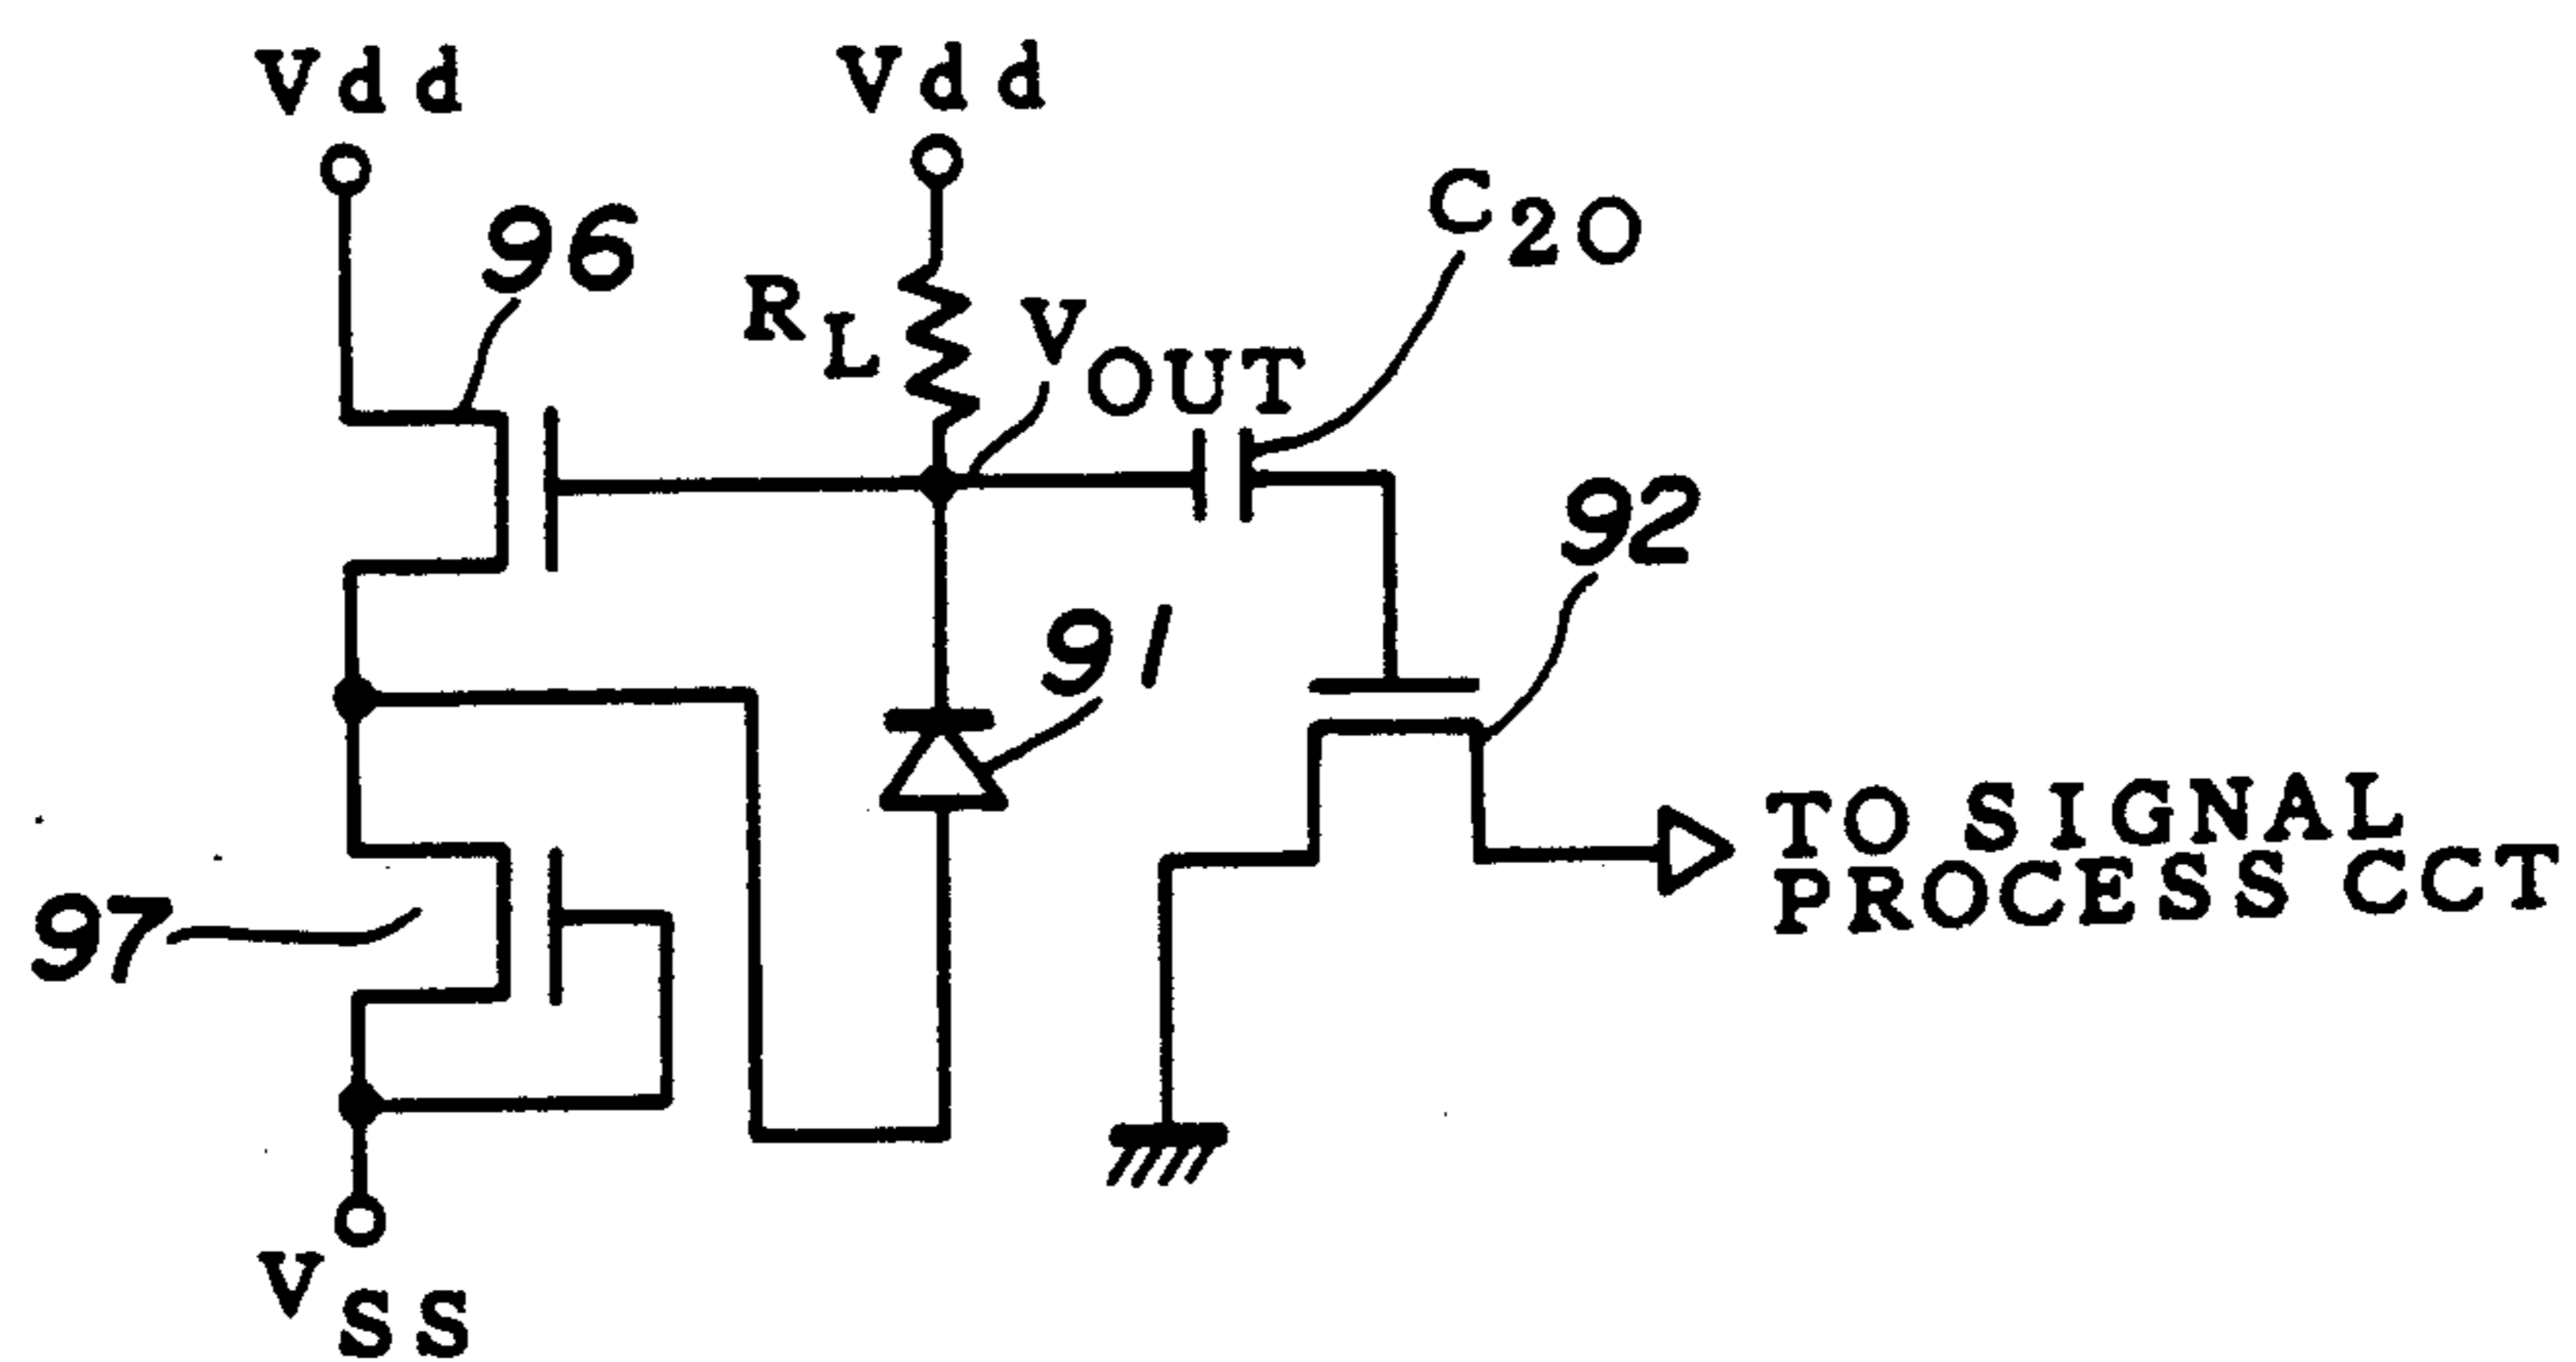 Vdd
Vdd
96
RL
VOUT
C20
92
91
97
TO SIGNAL
PROCESS CCT
VSS